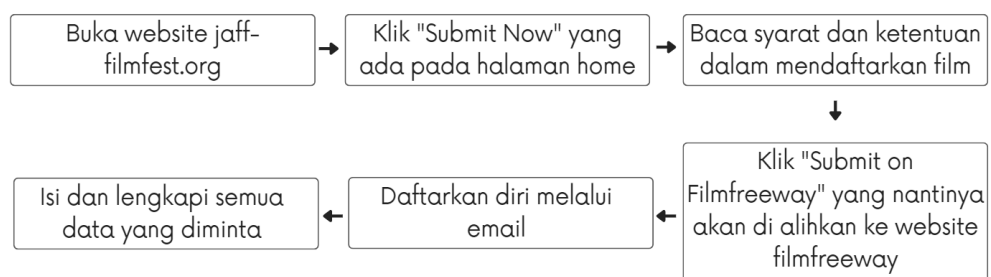 Buka website jaff-
filmfest.org
Klik "Submit Now" yang
ada pada halaman home
Baca syarat dan ketentuan
dalam mendaftarkan film
Klik "Submit on
Filmfreeway" yang nantinya
akan di alihkan ke website
filmfreeway
Daftarkan diri melalui
email
Isi dan lengkapi semua
data yang diminta